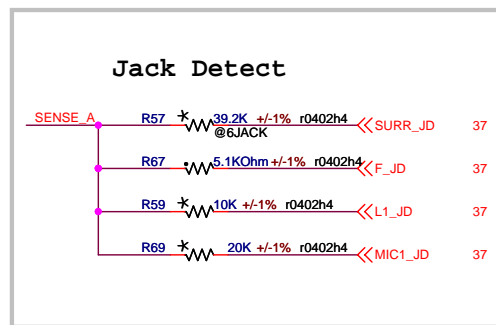 Jack Detect
SENSE_A R57 * 39.2K +/-1% r0402h4 SURR_JD 37
@6JACK
R67 5.1KOhm +/-1% r0402h4 F_JD 37
R59 * 10K +/-1% r0402h4 L1_JD 37
R69 * 20K +/-1% r0402h4 MIC1_JD 37